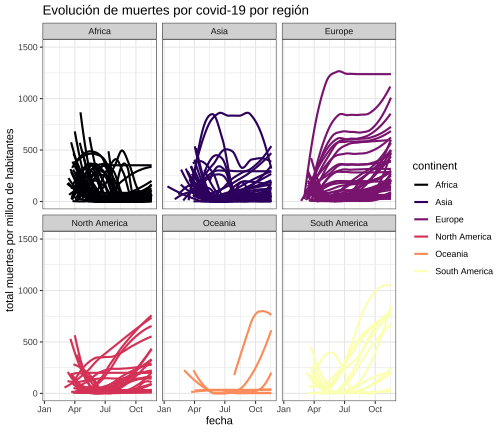 Evolución de muertes por covid-19 por región
Africa
Asia
Europe
1500
1000
500
0
North America
Oceania
South America
1500
1000
500
0
Jan Apr Jul Oct
Jan Apr Jul Oct
Jan Apr Jul Oct
fecha
total muertes por millon de habitantes
continent
Africa
Asia
Europe
North America
Oceania
South America